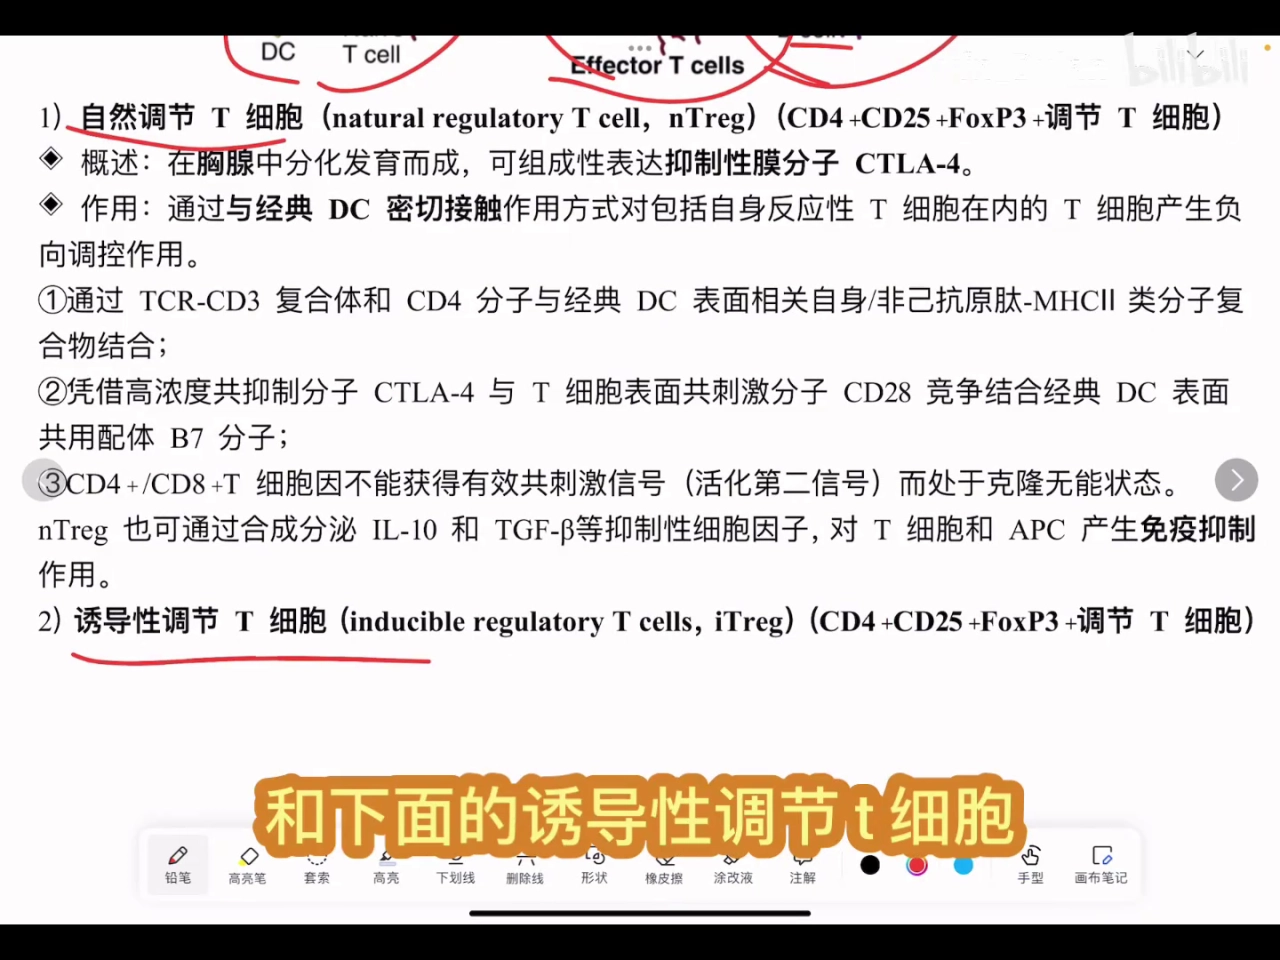 DC
T cell
Effector T cells
bilibili
1）自然调节 T 细胞（natural regulatory T cell，nTreg）（CD4 +CD25 +FoxP3 +调节 T 细胞）
◈ 概述：在胸腺中分化发育而成，可组成性表达抑制性膜分子 CTLA-4。
◈ 作用：通过与经典 DC 密切接触作用方式对包括自身反应性 T 细胞在内的 T 细胞产生负
向调控作用。
①通过 TCR-CD3 复合体和 CD4 分子与经典 DC 表面相关自身/非己抗原肽-MHCⅡ 类分子复
合物结合；
②凭借高浓度共抑制分子 CTLA-4 与 T 细胞表面共刺激分子 CD28 竞争结合经典 DC 表面
共用配体 B7 分子；
③CD4 + /CD8 +T 细胞因不能获得有效共刺激信号（活化第二信号）而处于克隆无能状态。
nTreg 也可通过合成分泌 IL-10 和 TGF-β等抑制性细胞因子, 对 T 细胞和 APC 产生免疫抑制
作用。
2）诱导性调节 T 细胞（inducible regulatory T cells，iTreg）（CD4 +CD25 +FoxP3 +调节 T 细胞）
和下面的诱导性调节t细胞
铅笔 高亮笔 套索 高亮 下划线 删除线 形状 橡皮擦 涂改液 注解 手型 画布笔记